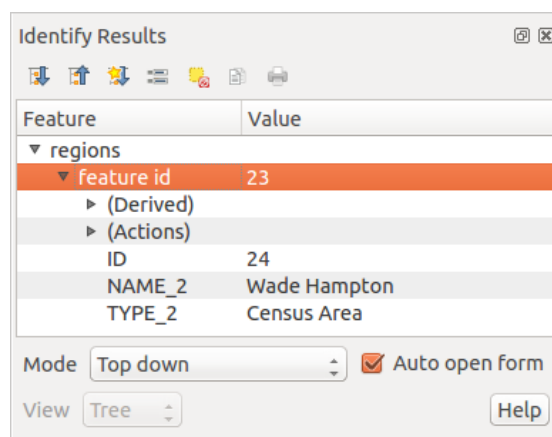 Identify Results
Feature Value
regions
feature id 23
(Derived)
(Actions)
ID 24
NAME_2 Wade Hampton
TYPE_2 Census Area
Mode Top down Auto open form
View Tree Help